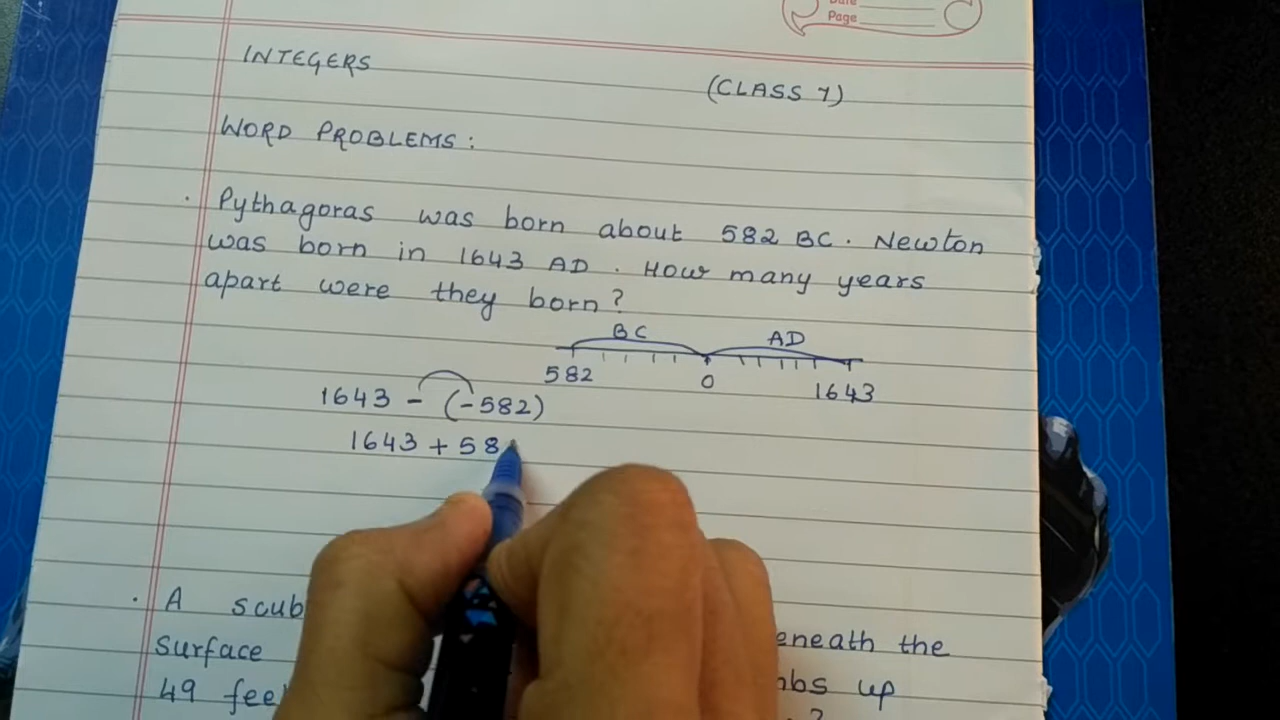 Page
INTEGERS
(CLASS 7)
WORD PROBLEMS:
. Pythagoras was born about 582 BC. Newton
was born in 1643 AD. How many years
apart were they born?
BC AD
582 0 1643
1643 - (-582)
1643 + 58
. A scub
surface eneath the
49 fee mbs up
?